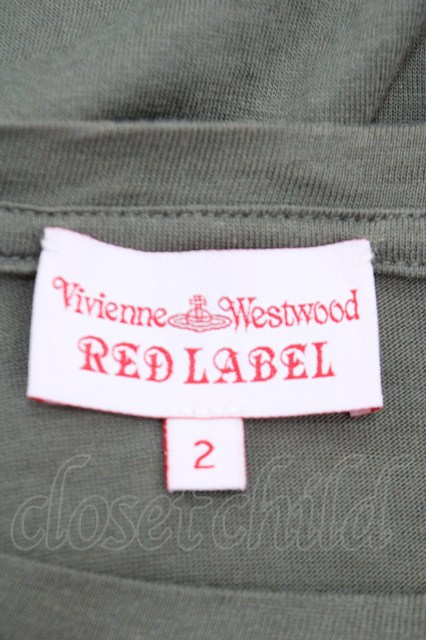 Vivienne Westwood
RED LABEL
2
closet child